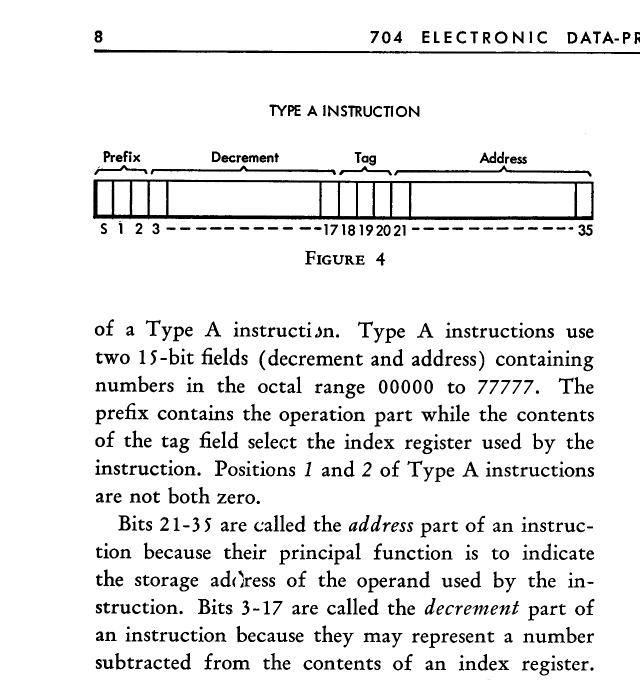 8 704 ELECTRONIC DATA-PR
TYPE A INSTRUCTION
Prefix Decrement Tag Address
S 1 2 3 ---------------- 17 18 19 20 21 ---------------- 35
FIGURE 4
of a Type A instruction. Type A instructions use
two 15-bit fields (decrement and address) containing
numbers in the octal range 00000 to 77777. The
prefix contains the operation part while the contents
of the tag field select the index register used by the
instruction. Positions 1 and 2 of Type A instructions
are not both zero.
Bits 21-35 are called the address part of an instruc-
tion because their principal function is to indicate
the storage address of the operand used by the in-
struction. Bits 3-17 are called the decrement part of
an instruction because they may represent a number
subtracted from the contents of an index register.